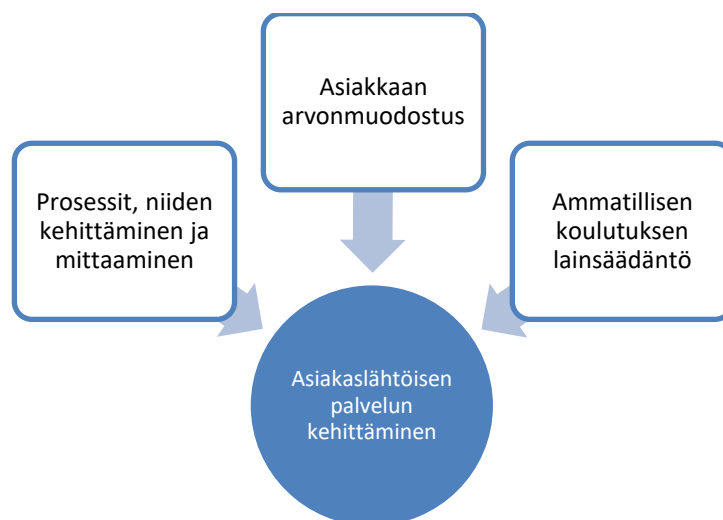 Asiakkaan
arvonmuodostus
Prosessit, niiden
kehittäminen ja
mittaaminen
Ammatillisen
koulutuksen
lainsäädäntö
Asiakaslähtöisen
palvelun
kehittäminen